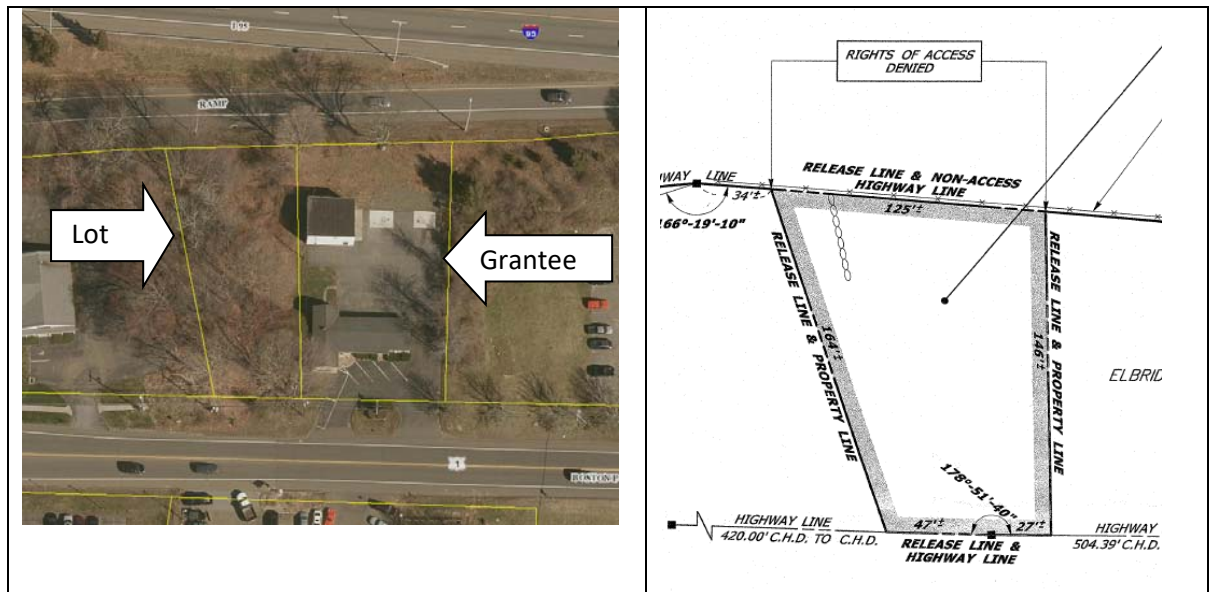 I 95
95
RAMP
Lot
Grantee
1
BOSTON P
RIGHTS OF ACCESS
DENIED
WAY LINE
34'±
RELEASE LINE & NON-ACCESS
HIGHWAY LINE
125'±
166°-19'-10"
RELEASE LINE & PROPERTY LINE
164'±
146'±
RELEASE LINE & PROPERTY LINE
ELBRID
178°-51'-40"
HIGHWAY LINE
420.00' C.H.D. TO C.H.D.
47'±
27'±
RELEASE LINE &
HIGHWAY LINE
HIGHWAY
504.39' C.H.D.